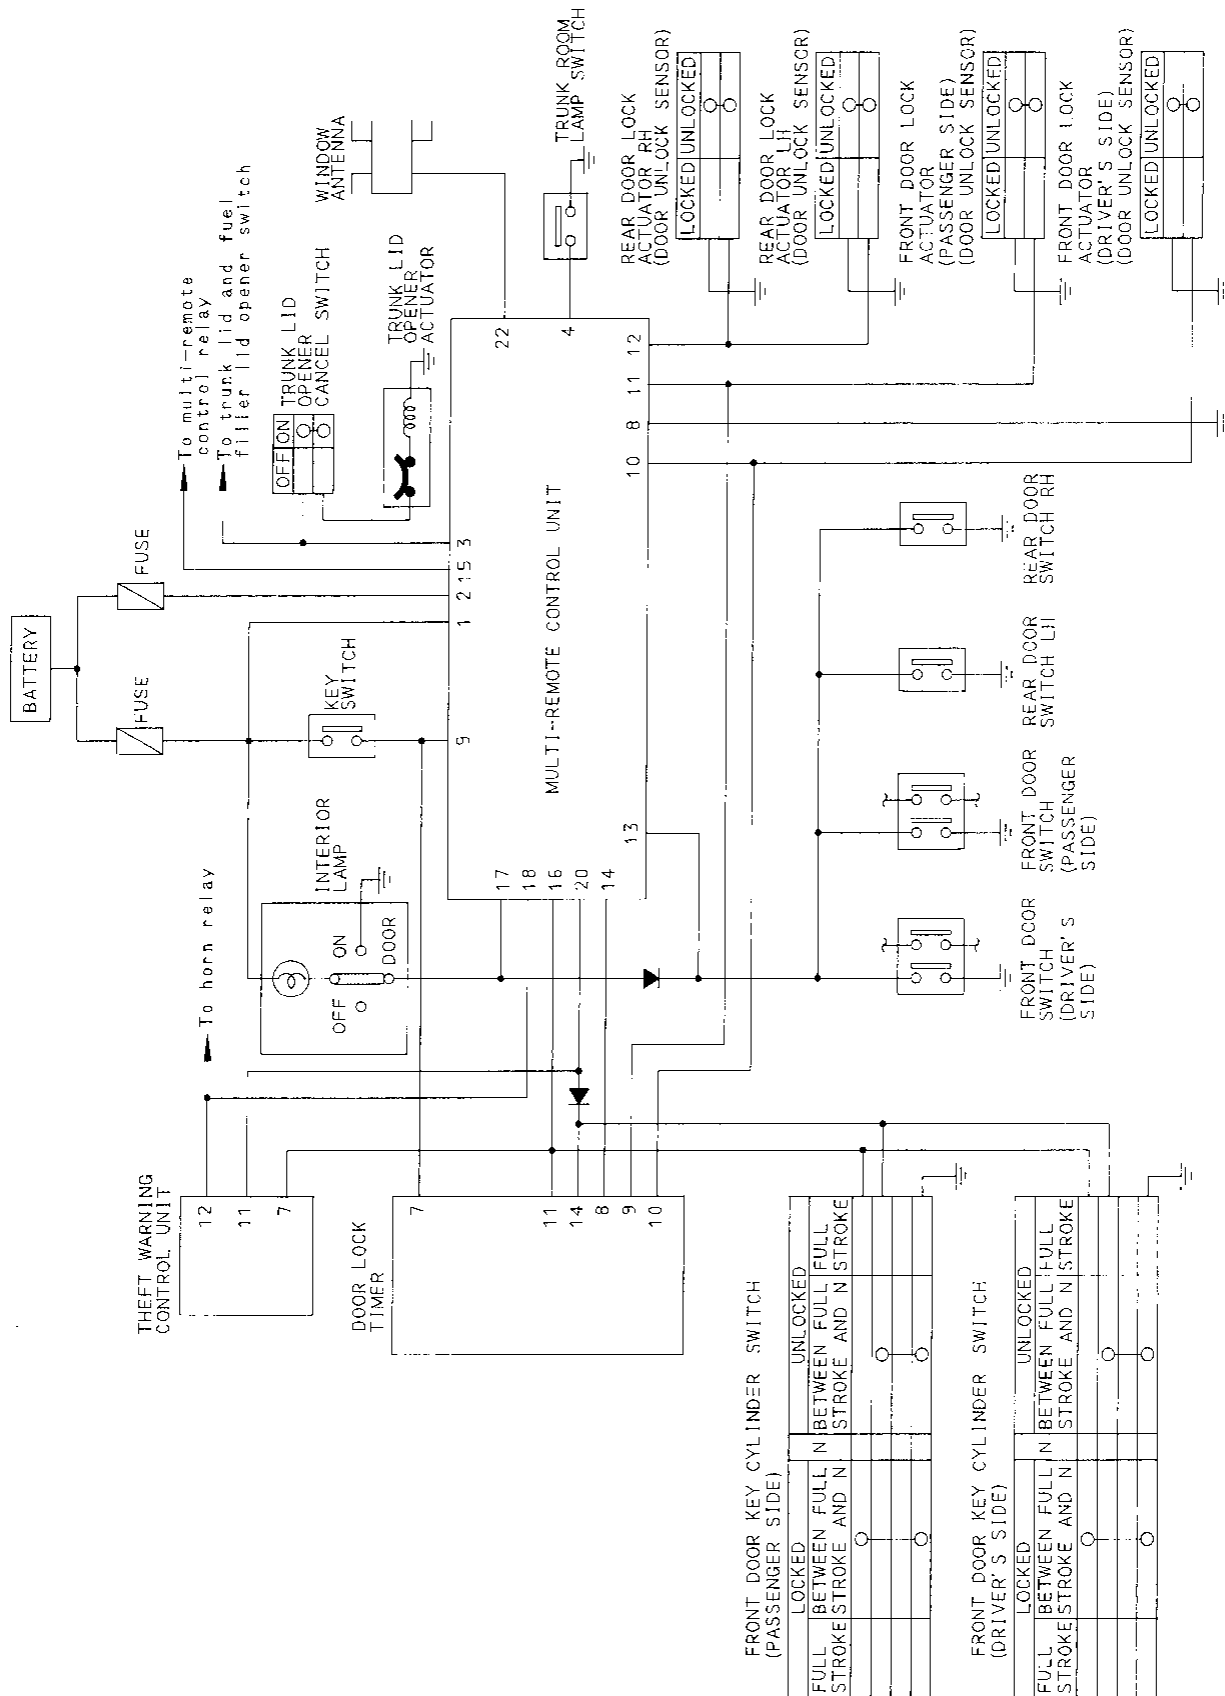 BATTERY
FUSE
FUSE
To multi-remote
control relay
To trunk lid and fuel
filler lid opener switch
OFF
ON
TRUNK LID
OPENER
CANCEL SWITCH
WINDOW
ANTENNA
TRUNK LID
OPENER
ACTUATOR
TRUNK ROOM
LAMP SWITCH
KEY
SWITCH
INTERIOR
LAMP
OFF
ON
DOOR
To horn relay
MULTI-REMOTE CONTROL UNIT
9
1
2
15
3
22
4
17
18
16
20
14
13
10
8
11
12
REAR DOOR LOCK
ACTUATOR RH
(DOOR UNLOCK SENSOR)
LOCKED
UNLOCKED
REAR DOOR LOCK
ACTUATOR LH
(DOOR UNLOCK SENSOR)
LOCKED
UNLOCKED
FRONT DOOR LOCK
ACTUATOR
(PASSENGER SIDE)
(DOOR UNLOCK SENSOR)
LOCKED
UNLOCKED
FRONT DOOR LOCK
ACTUATOR
(DRIVER'S SIDE)
(DOOR UNLOCK SENSOR)
LOCKED
UNLOCKED
THEFT WARNING
CONTROL UNIT
12
11
7
DOOR LOCK
TIMER
7
11
14
8
9
10
FRONT DOOR
SWITCH
(DRIVER'S
SIDE)
FRONT DOOR
SWITCH
(PASSENGER
SIDE)
REAR DOOR
SWITCH LH
REAR DOOR
SWITCH RH
FRONT DOOR KEY CYLINDER SWITCH
(PASSENGER SIDE)
LOCKED
UNLOCKED
FULL
STROKE
BETWEEN FULL
STROKE AND N
N
BETWEEN FULL
STROKE AND N
FULL
STROKE
FRONT DOOR KEY CYLINDER SWITCH
(DRIVER'S SIDE)
LOCKED
UNLOCKED
FULL
STROKE
BETWEEN FULL
STROKE AND N
N
BETWEEN FULL
STROKE AND N
FULL
STROKE